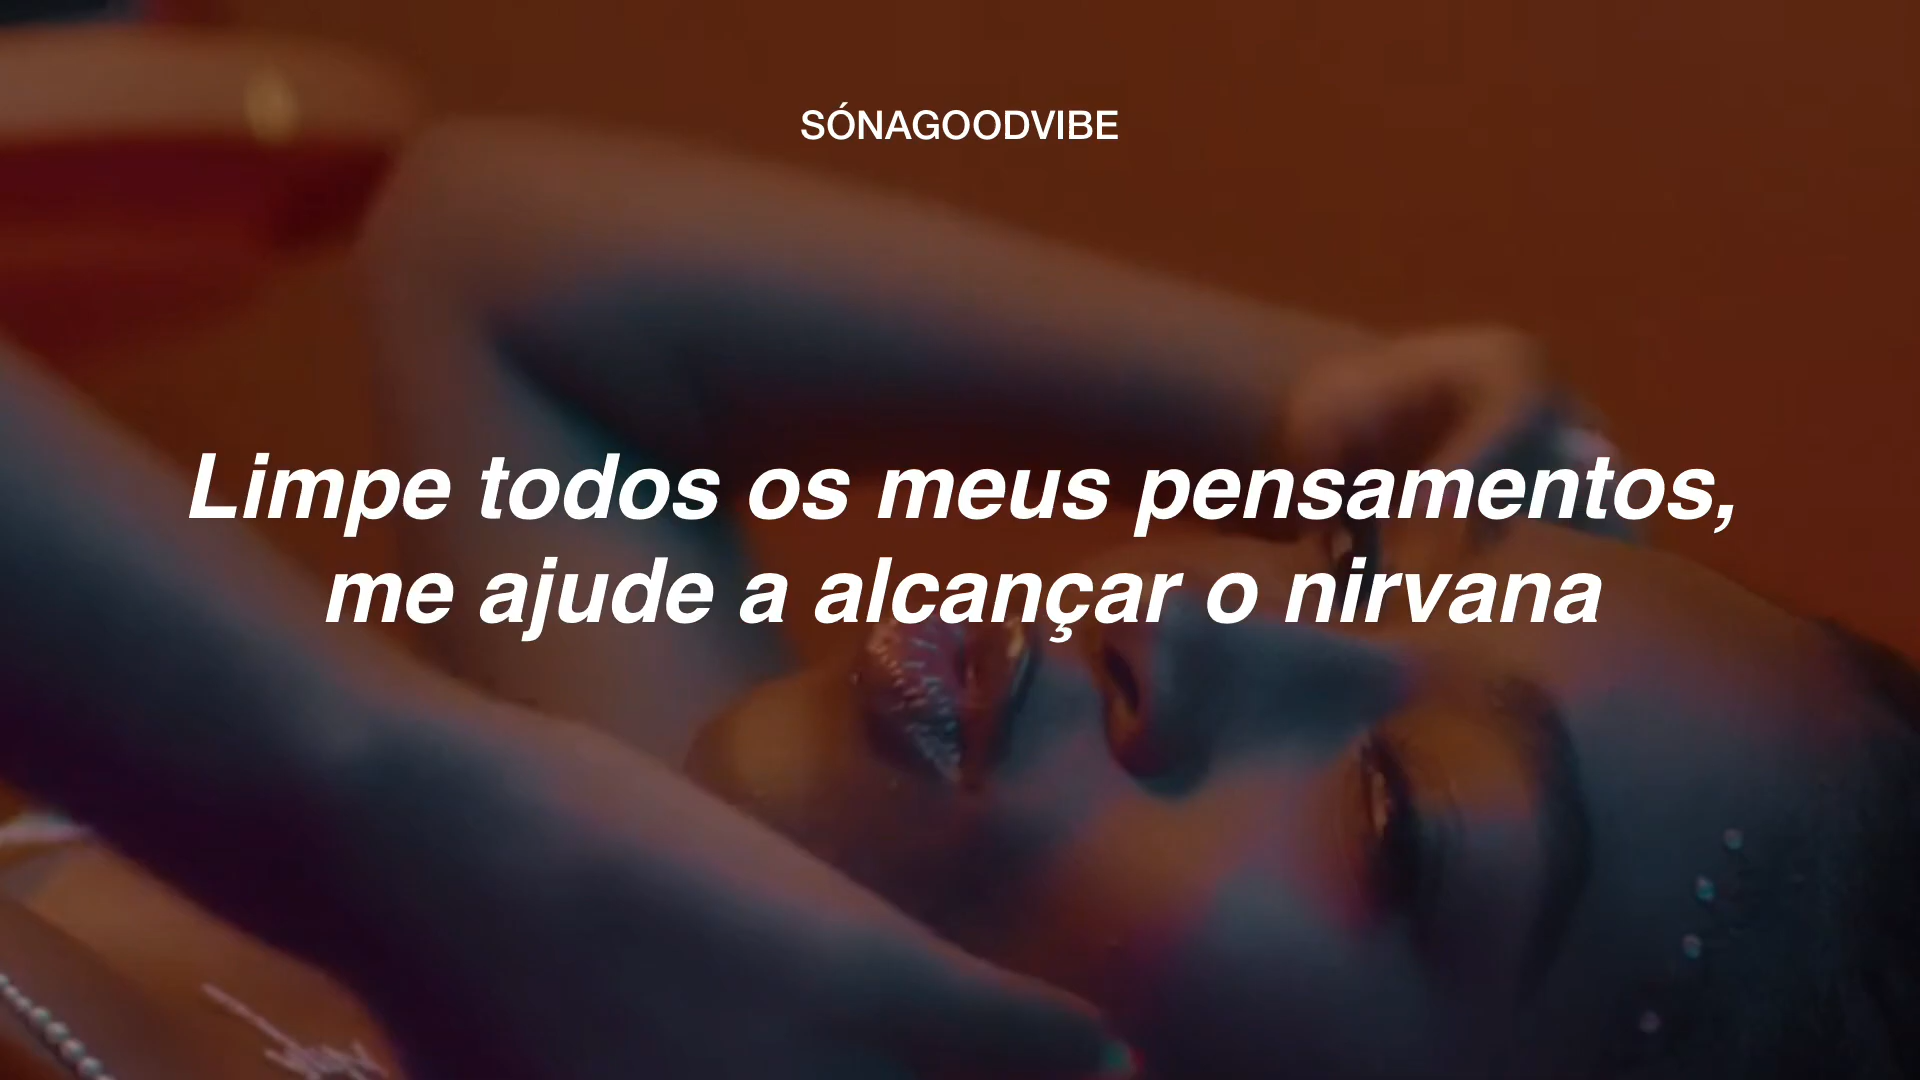 SÓNAGOODVIBE
Limpe todos os meus pensamentos,
me ajude a alcançar o nirvana